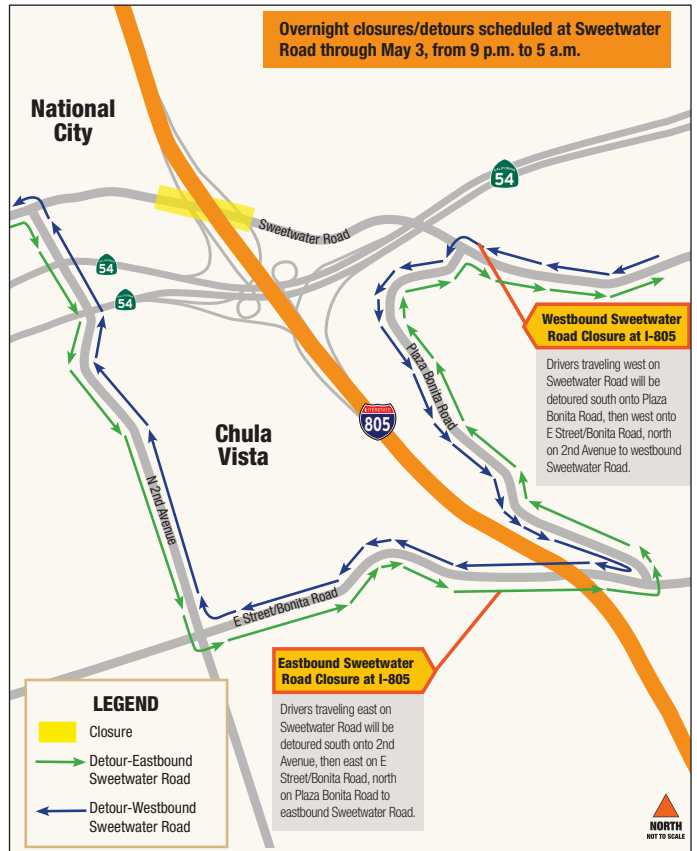 Overnight closures/detours scheduled at Sweetwater
Road through May 3, from 9 p.m. to 5 a.m.
National
City
CALIFORNIA
54
Sweetwater Road
CALIFORNIA
54
CALIFORNIA
54
Westbound Sweetwater
Road Closure at I-805
Drivers traveling west on
Sweetwater Road will be
detoured south onto Plaza
Bonita Road, then west onto
E Street/Bonita Road, north
on 2nd Avenue to westbound
Sweetwater Road.
Plaza Bonita Road
INTERSTATE
805
Chula
Vista
N 2nd Avenue
E Street/Bonita Road
Eastbound Sweetwater
Road Closure at I-805
Drivers traveling east on
Sweetwater Road will be
detoured south onto 2nd
Avenue, then east on E
Street/Bonita Road, north
on Plaza Bonita Road to
eastbound Sweetwater Road.
LEGEND
Closure
Detour-Eastbound
Sweetwater Road
Detour-Westbound
Sweetwater Road
NORTH
NOT TO SCALE